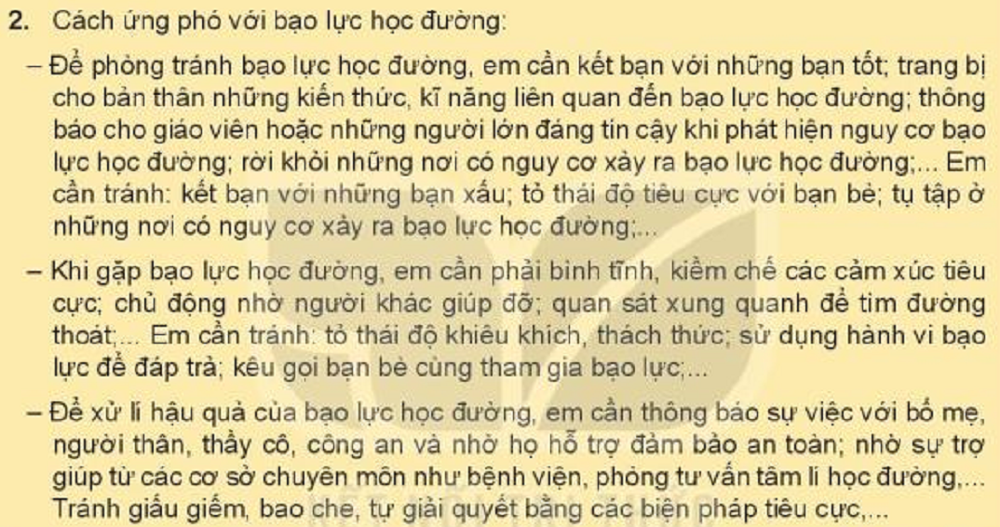 2. Cách ứng phó với bạo lực học đường:
– Để phòng tránh bạo lực học đường, em cần kết bạn với những bạn tốt; trang bị
cho bản thân những kiến thức, kĩ năng liên quan đến bạo lực học đường; thông
báo cho giáo viên hoặc những người lớn đáng tin cậy khi phát hiện nguy cơ bạo
lực học đường; rời khỏi những nơi có nguy cơ xảy ra bạo lực học đường;... Em
cần tránh: kết bạn với những bạn xấu; tỏ thái độ tiêu cực với bạn bè; tụ tập ở
những nơi có nguy cơ xảy ra bạo lực học đường;...
– Khi gặp bạo lực học đường, em cần phải bình tĩnh, kiềm chế các cảm xúc tiêu
cực; chủ động nhờ người khác giúp đỡ; quan sát xung quanh để tìm đường
thoát;... Em cần tránh: tỏ thái độ khiêu khích, thách thức; sử dụng hành vi bạo
lực để đáp trả; kêu gọi bạn bè cùng tham gia bạo lực;...
– Để xử lí hậu quả của bạo lực học đường, em cần thông báo sự việc với bố mẹ,
người thân, thầy cô, công an và nhờ họ hỗ trợ đảm bảo an toàn; nhờ sự trợ
giúp từ các cơ sở chuyên môn như bệnh viện, phòng tư vấn tâm lí học đường,...
Tránh giấu giếm, bao che, tự giải quyết bằng các biện pháp tiêu cực,...